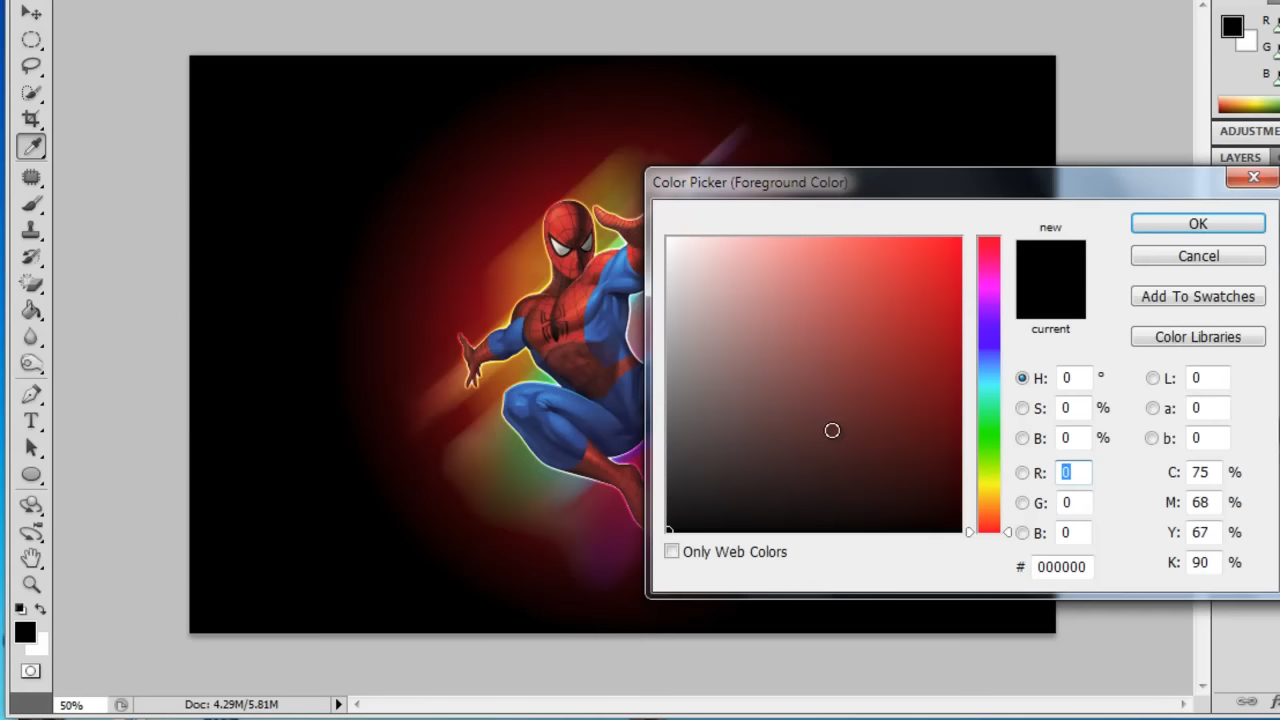 R
G
B
ADJUSTME
LAYERS
Color Picker (Foreground Color)
new
current
OK
Cancel
Add To Swatches
Color Libraries
H: 0 °
L: 0
S: 0 %
a: 0
B: 0 %
b: 0
R: 0
C: 75 %
G: 0
M: 68 %
B: 0
Y: 67 %
# 000000
K: 90 %
Only Web Colors
T
50%
Doc: 4.29M/5.81M